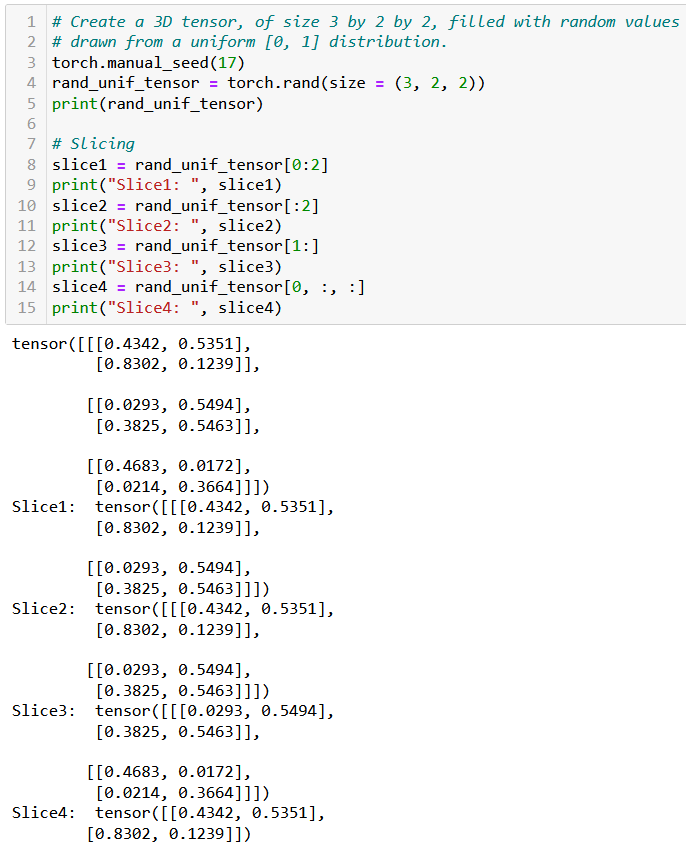 1 # Create a 3D tensor, of size 3 by 2 by 2, filled with random values
2 # drawn from a uniform [0, 1] distribution.
3 torch.manual_seed(17)
4 rand_unif_tensor = torch.rand(size = (3, 2, 2))
5 print(rand_unif_tensor)
6
7 # Slicing
8 slice1 = rand_unif_tensor[0:2]
9 print("Slice1: ", slice1)
10 slice2 = rand_unif_tensor[:2]
11 print("Slice2: ", slice2)
12 slice3 = rand_unif_tensor[1:]
13 print("Slice3: ", slice3)
14 slice4 = rand_unif_tensor[0, :, :]
15 print("Slice4: ", slice4)
tensor([[[0.4342, 0.5351],
         [0.8302, 0.1239]],

        [[0.0293, 0.5494],
         [0.3825, 0.5463]],

        [[0.4683, 0.0172],
         [0.0214, 0.3664]]])
Slice1:  tensor([[[0.4342, 0.5351],
         [0.8302, 0.1239]],

        [[0.0293, 0.5494],
         [0.3825, 0.5463]]])
Slice2:  tensor([[[0.4342, 0.5351],
         [0.8302, 0.1239]],

        [[0.0293, 0.5494],
         [0.3825, 0.5463]]])
Slice3:  tensor([[[0.0293, 0.5494],
         [0.3825, 0.5463]],

        [[0.4683, 0.0172],
         [0.0214, 0.3664]]])
Slice4:  tensor([[0.4342, 0.5351],
        [0.8302, 0.1239]])